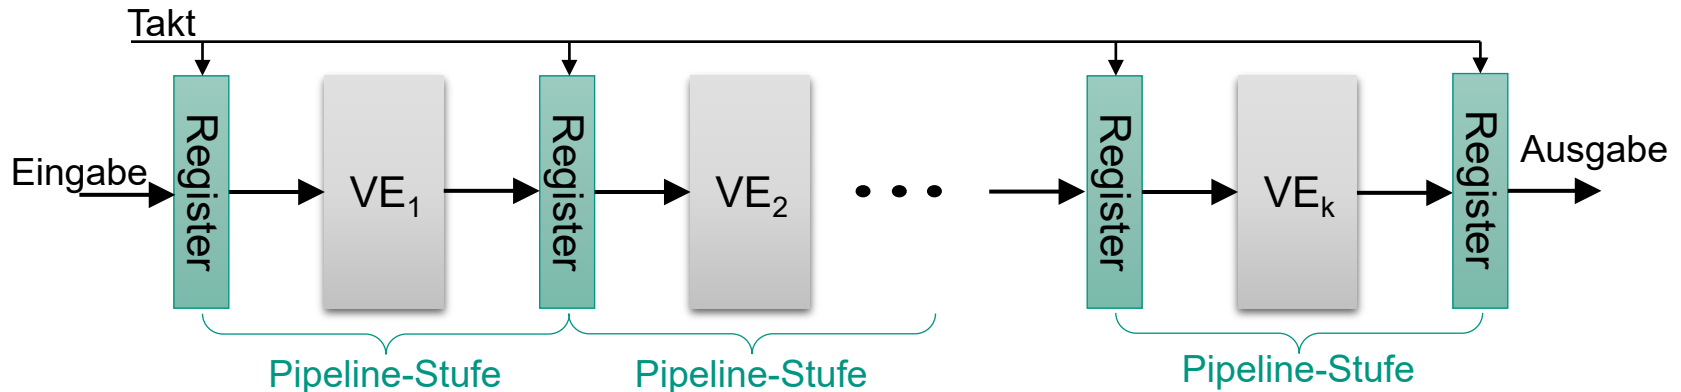 Takt
Eingabe
Register
VE1
Register
VE2
Register
VEk
Register
Ausgabe
Pipeline-Stufe
Pipeline-Stufe
Pipeline-Stufe